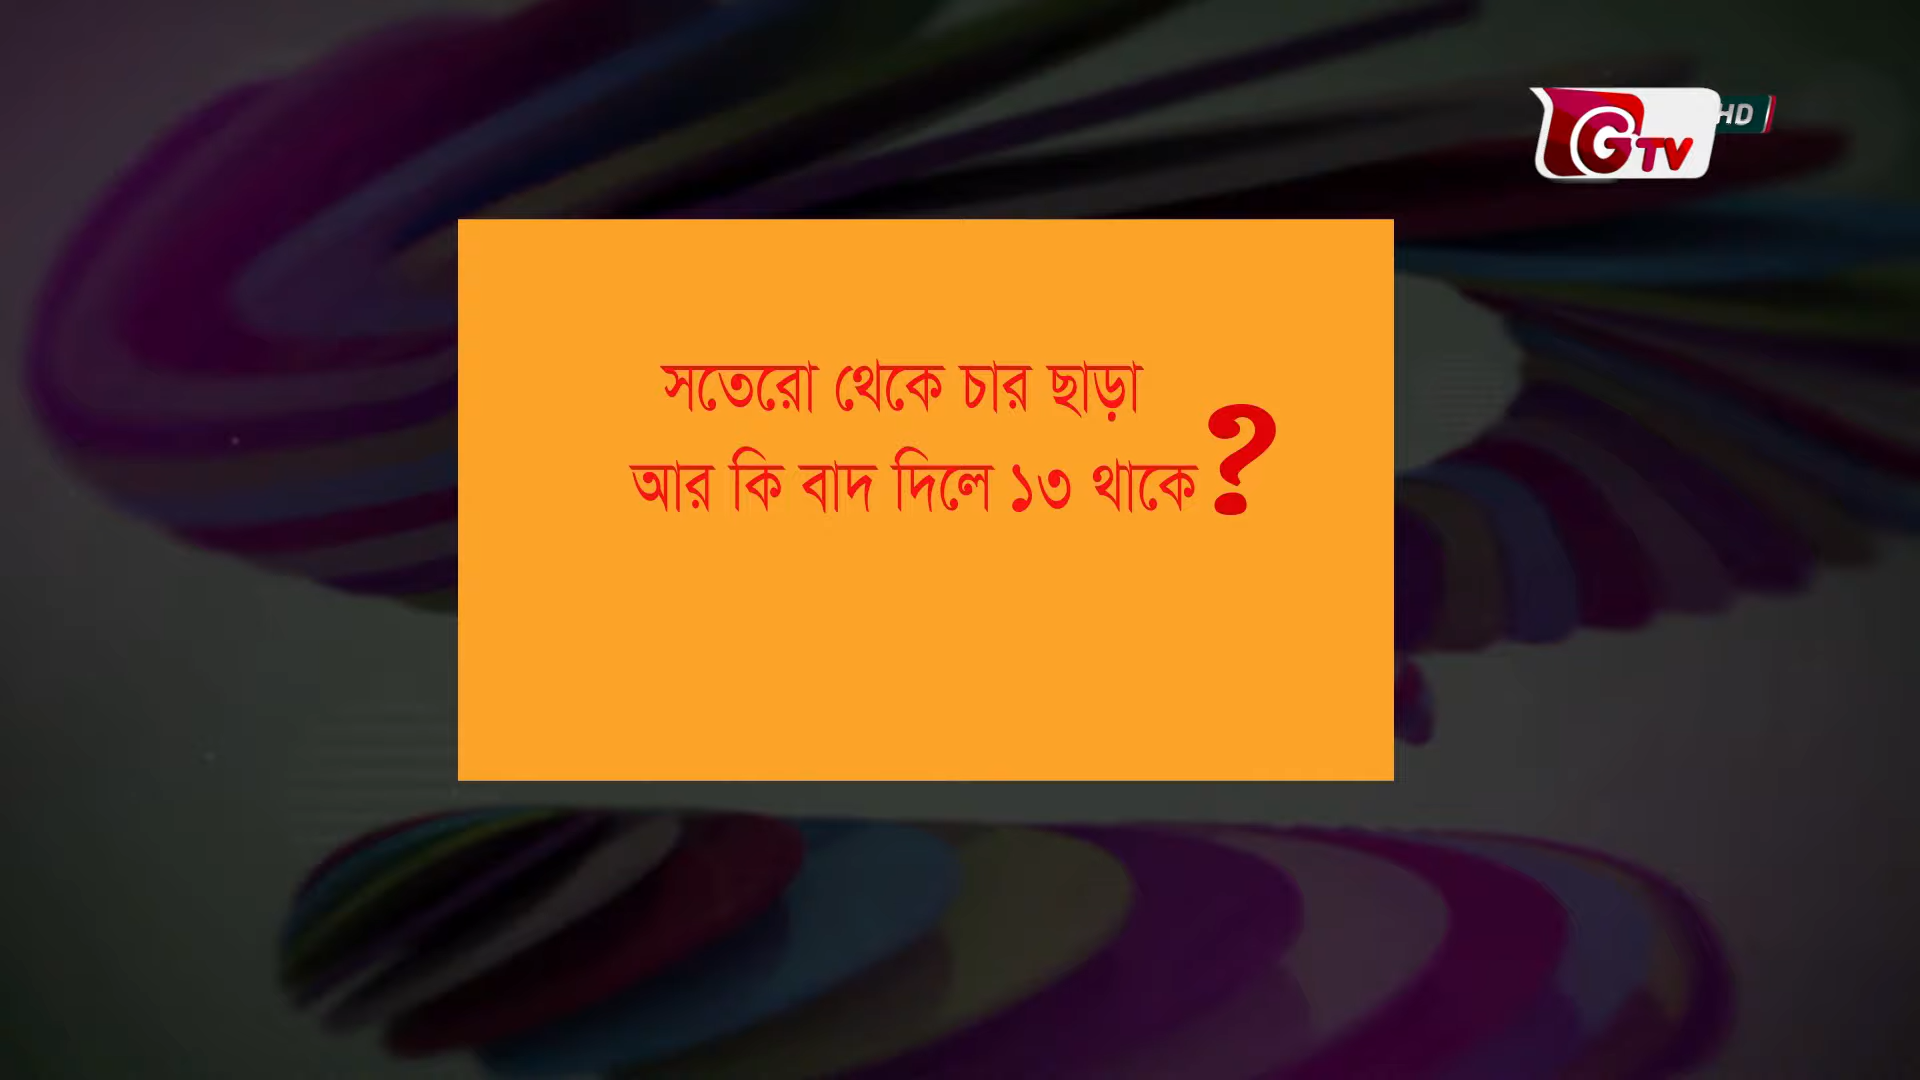 GTV HD
সতেরো থেকে চার ছাড়া
আর কি বাদ দিলে ১৩ থাকে?